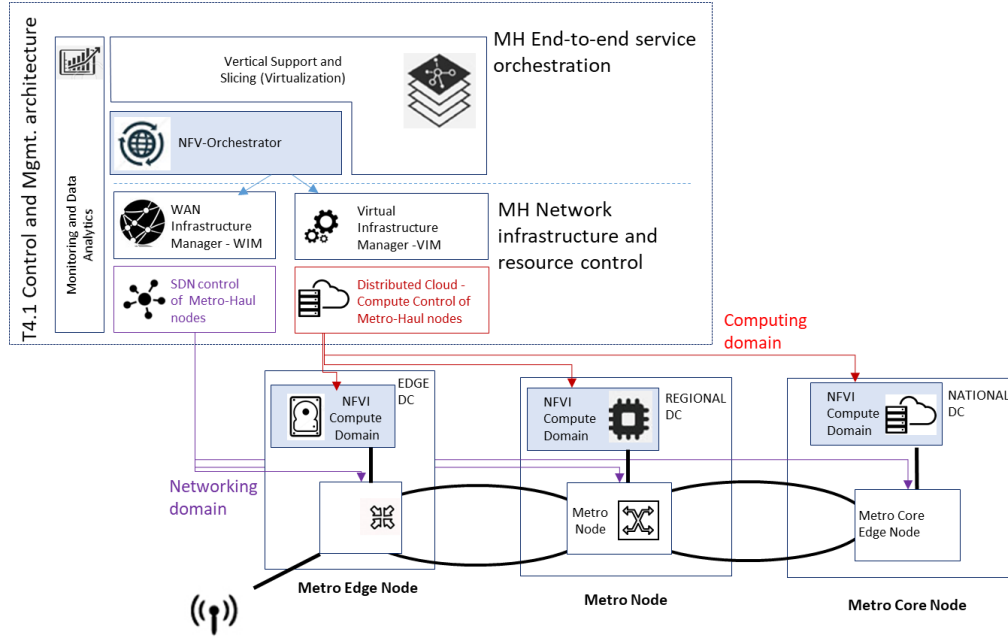 T4.1 Control and Mgmt. architecture
Monitoring and Data
Analytics
Vertical Support and
Slicing (Virtualization)
MH End-to-end service
orchestration
NFV-Orchestrator
WAN
Infrastructure
Manager - WIM
Virtual
Infrastructure
Manager -VIM
MH Network
infrastructure and
resource control
SDN control
of Metro-Haul
nodes
Distributed Cloud -
Compute Control of
Metro-Haul nodes
Computing
domain
EDGE
DC
NFVI
Compute
Domain
REGIONAL
DC
NFVI
Compute
Domain
NATIONAL
DC
NFVI
Compute
Domain
Networking
domain
Metro
Node
Metro Core
Edge Node
Metro Edge Node
Metro Node
Metro Core Node